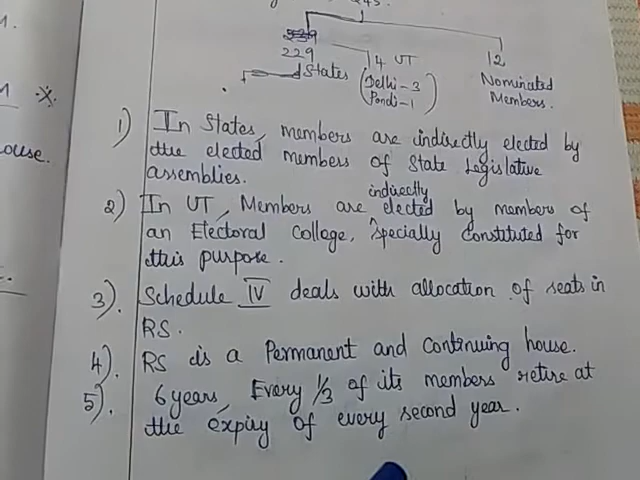 245.
229
States
4 UT
(Delhi - 3
Pondi - 1)
12
Nominated
Members.
1) In States, members are indirectly elected by
the elected members of State Legislative
assemblies.
indirectly
2) In UT, Members are elected by members of
an Electoral Collage, specially constituted for
this purpose.
3). Schedule IV deals with allocation of seats in
RS.
4). RS is a Permanent and Continuing house.
5). 6 years, Every 1/3 of its members retire at
the expiry of every second year.
ouse.